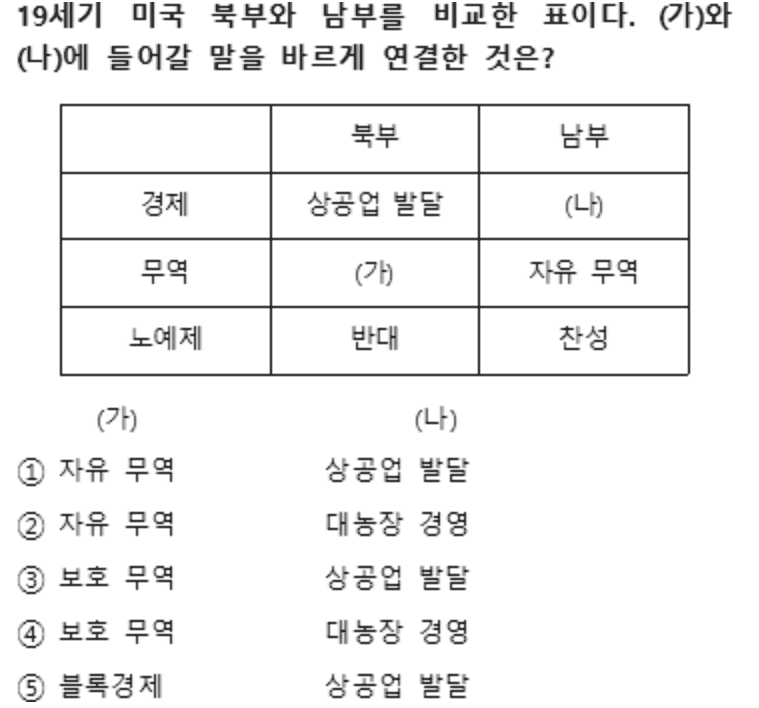 19세기 미국 북부와 남부를 비교한 표이다. (가)와
(나)에 들어갈 말을 바르게 연결한 것은?
북부 남부
경제 상공업 발달 (나)
무역 (가) 자유 무역
노예제 반대 찬성
(가) (나)
① 자유 무역 상공업 발달
② 자유 무역 대농장 경영
③ 보호 무역 상공업 발달
④ 보호 무역 대농장 경영
⑤ 블록경제 상공업 발달